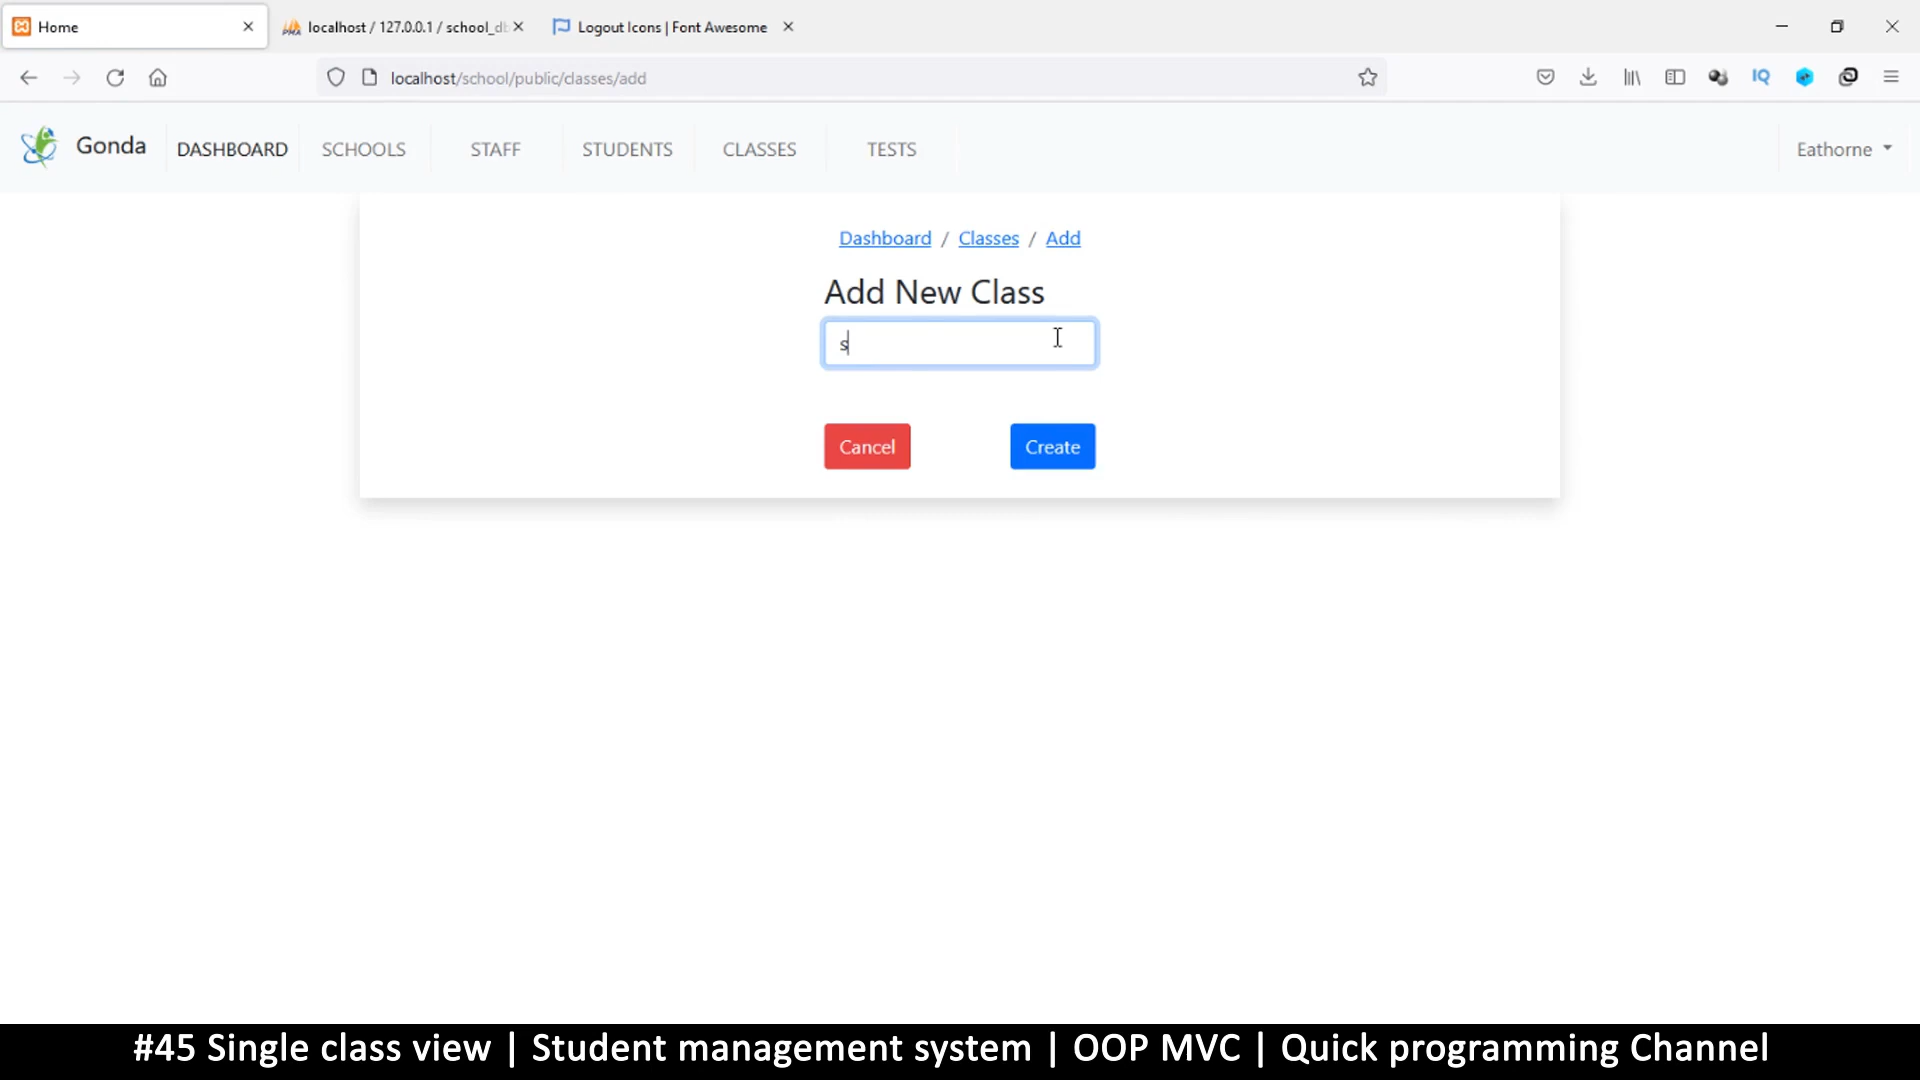 Home
localhost / 127.0.0.1 / school_db
Logout Icons | Font Awesome
localhost/school/public/classes/add
IQ
Gonda
DASHBOARD
SCHOOLS
STAFF
STUDENTS
CLASSES
TESTS
Eathorne
Dashboard / Classes / Add
Add New Class
s
Cancel
Create
#45 Single class view | Student management system | OOP MVC | Quick programming Channel